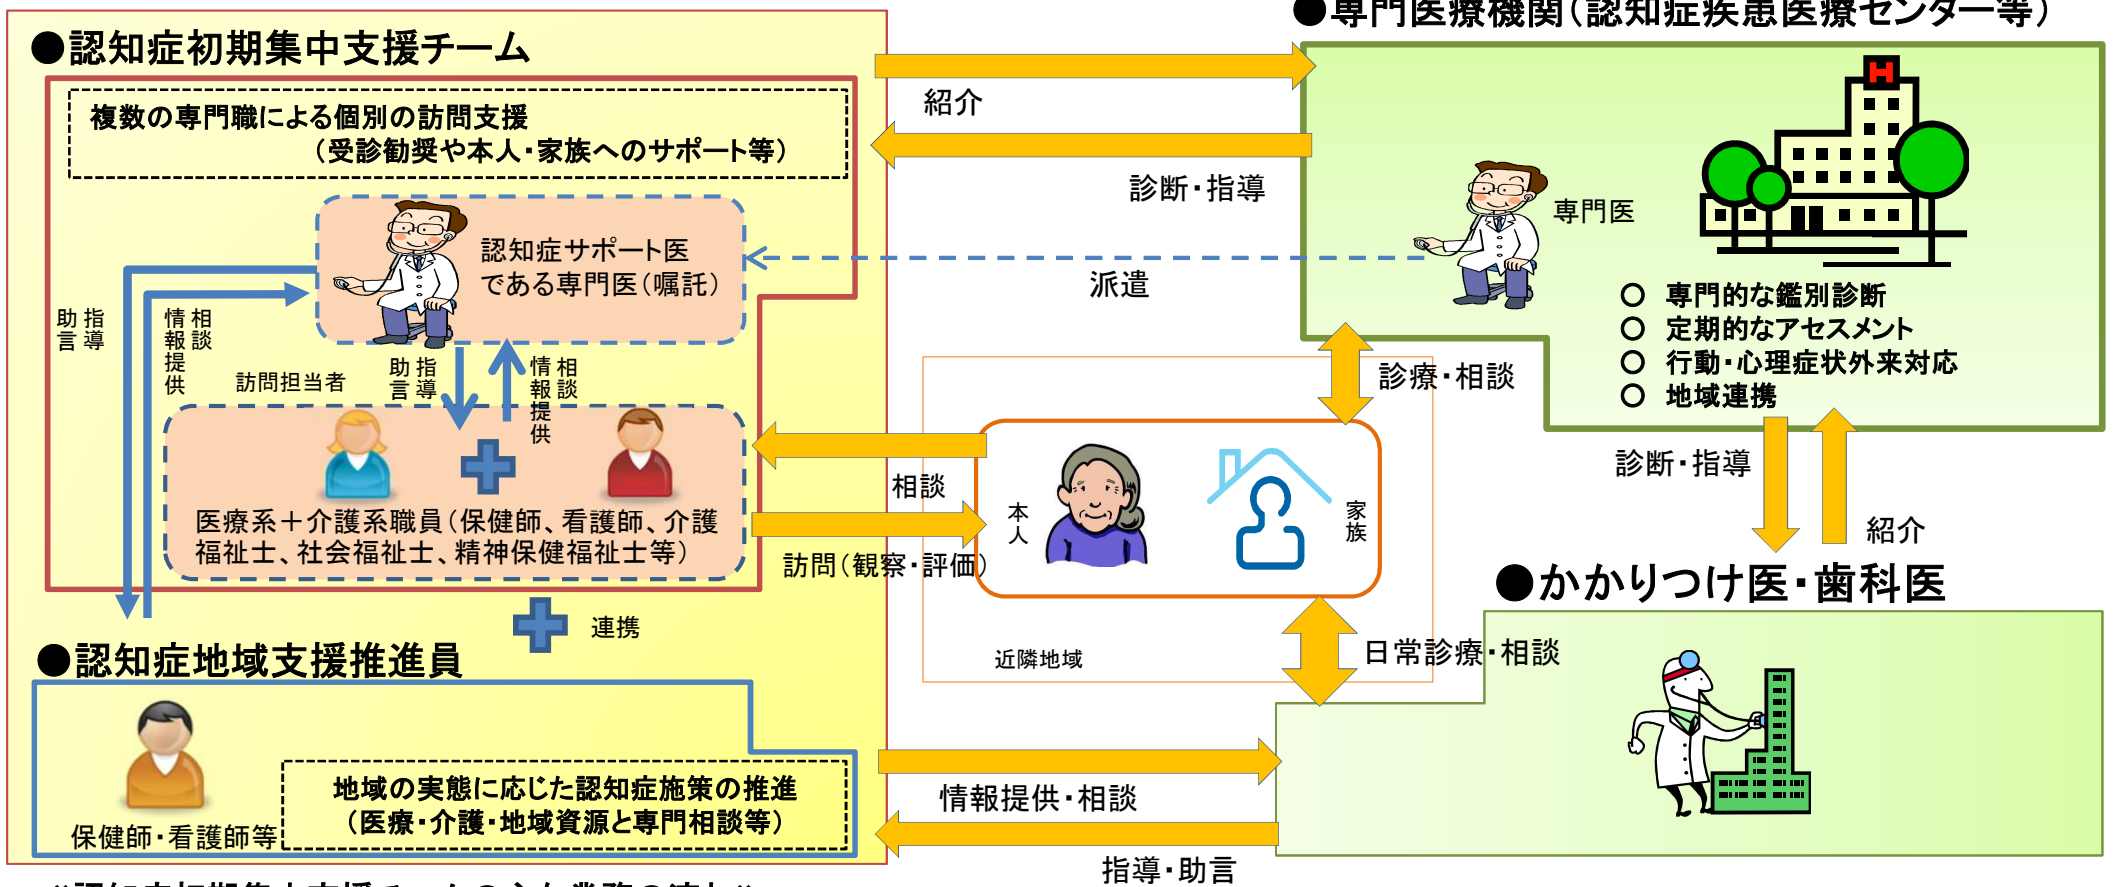 ●専門医療機関（認知症疾患医療センター等）
●認知症初期集中支援チーム
複数の専門職による個別の訪問支援
（受診勧奨や本人・家族へのサポート等）
紹介
診断・指導
専門医
認知症サポート医
である専門医（嘱託）
派遣
○ 専門的な鑑別診断
○ 定期的なアセスメント
○ 行動・心理症状外来対応
○ 地域連携
指導
助言
相談
情報提供
訪問担当者
指導
助言
相談
情報提供
診療・相談
相談
本人
家族
医療系＋介護系職員（保健師、看護師、介護
福祉士、社会福祉士、精神保健福祉士等）
訪問（観察・評価）
診断・指導
紹介
●かかりつけ医・歯科医
連携
近隣地域
日常診療・相談
●認知症地域支援推進員
保健師・看護師等
地域の実態に応じた認知症施策の推進
（医療・介護・地域資源と専門相談等）
情報提供・相談
指導・助言